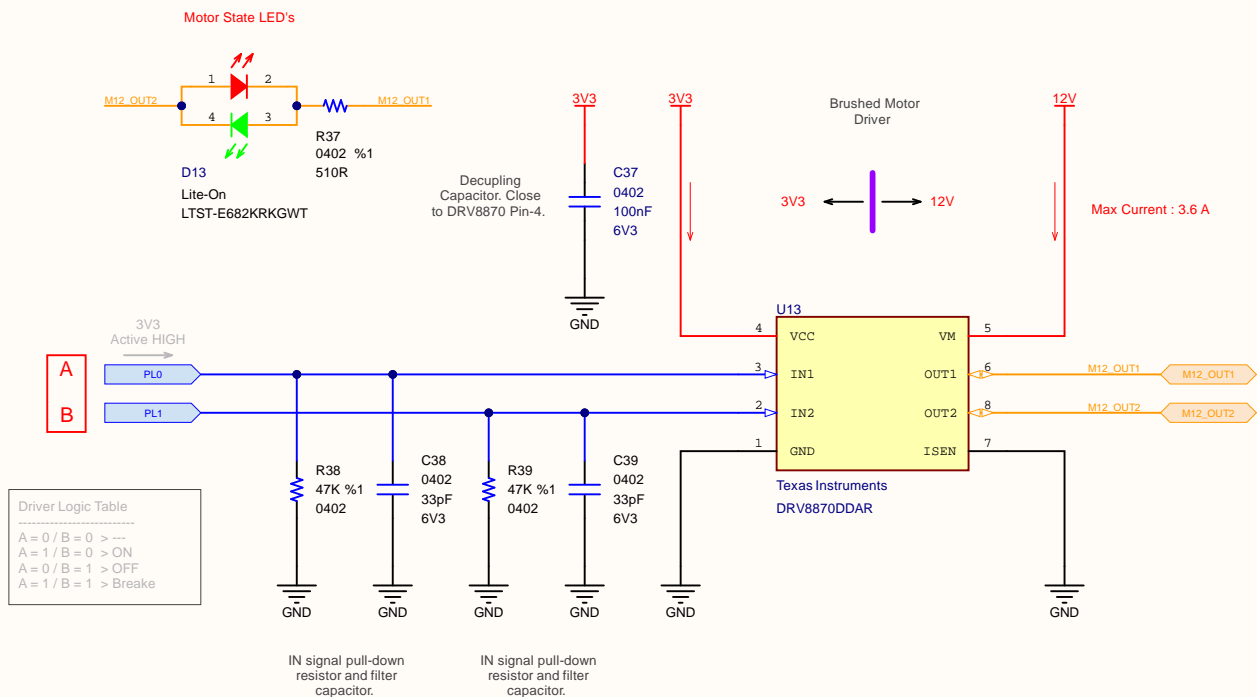 Motor State LED's
1
2
M12_OUT2
M12_OUT1
4
3
R37
0402 %1
510R
D13
Lite-On
LTST-E682KRKGWT
3V3
Decupling
Capacitor. Close
to DRV8870 Pin-4.
C37
0402
100nF
6V3
GND
3V3
Brushed Motor
Driver
3V3
12V
12V
Max Current : 3.6 A
3V3
Active HIGH
A
B
PL0
PL1
U13
4
VCC
VM
5
3
IN1
OUT1
6
M12_OUT1
M12_OUT1
2
IN2
OUT2
8
M12_OUT2
M12_OUT2
1
GND
ISEN
7
Texas Instruments
DRV8870DDAR
R38
47K %1
0402
C38
0402
33pF
6V3
R39
47K %1
0402
C39
0402
33pF
6V3
Driver Logic Table
--------------------------
A = 0 / B = 0 > ---
A = 1 / B = 0 > ON
A = 0 / B = 1 > OFF
A = 1 / B = 1 > Breake
GND
GND
GND
GND
GND
GND
IN signal pull-down
resistor and filter
capacitor.
IN signal pull-down
resistor and filter
capacitor.